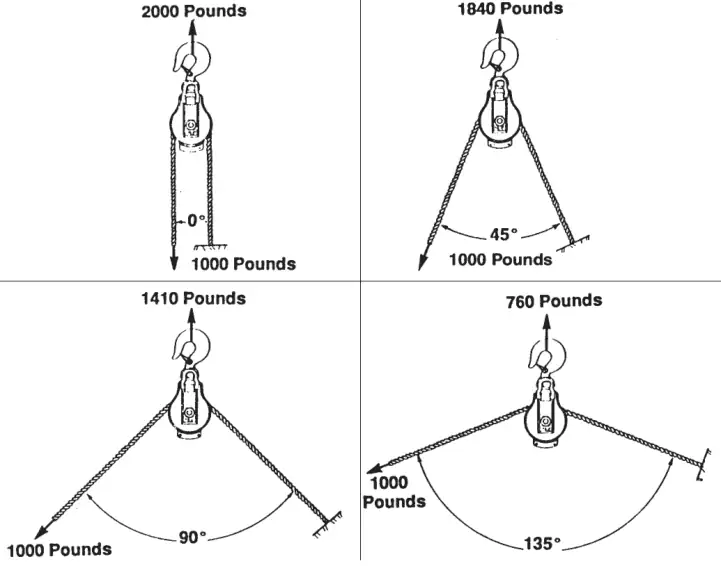 2000 Pounds
0°
1000 Pounds
1840 Pounds
45°
1000 Pounds
1410 Pounds
90°
1000 Pounds
760 Pounds
1000
Pounds
135°